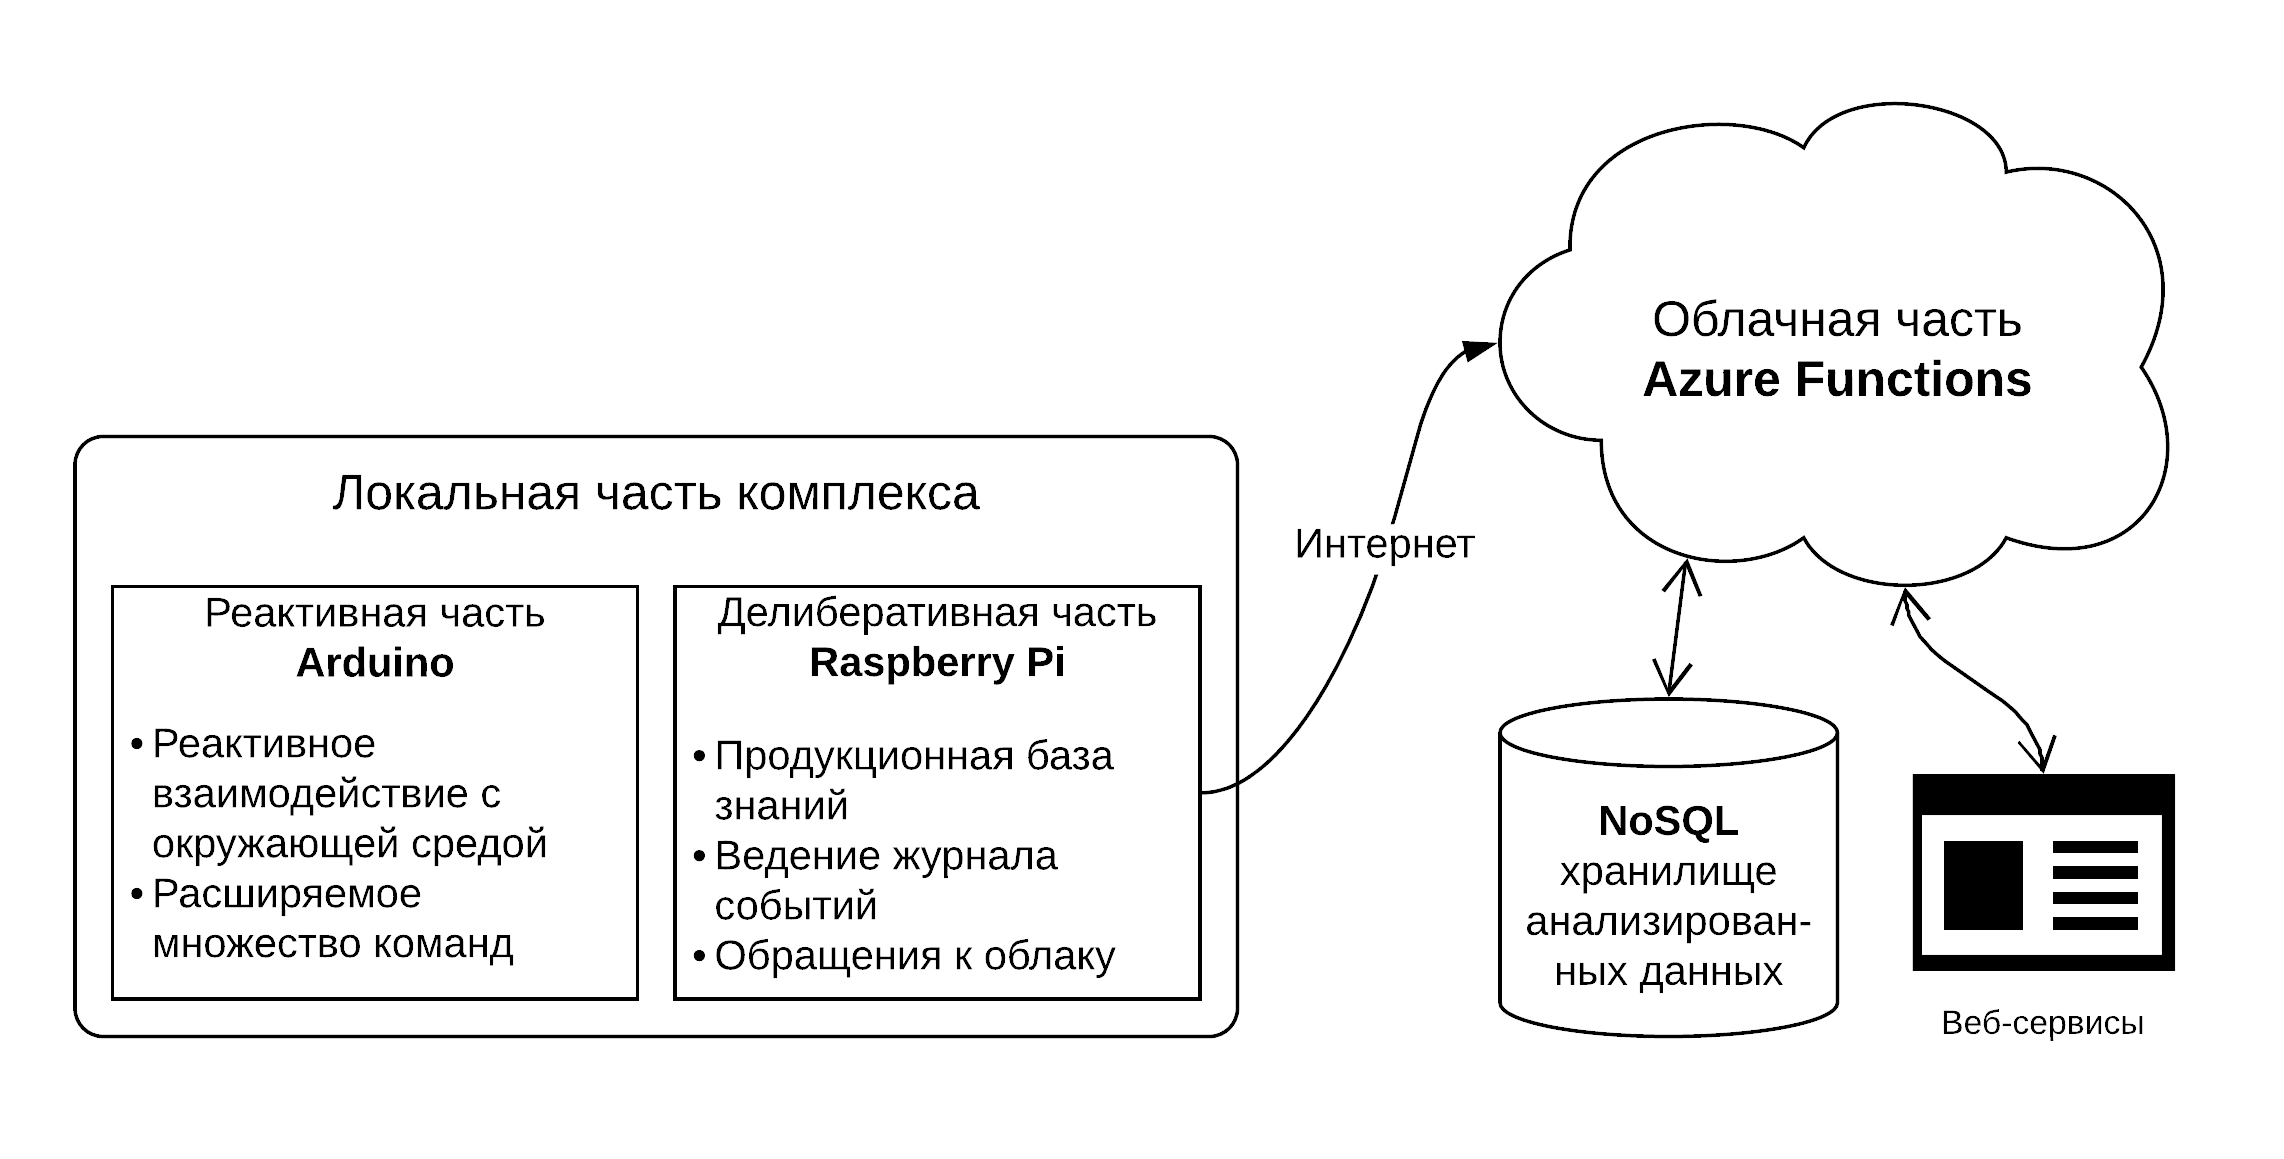 Облачная часть
Azure Functions
Локальная часть комплекса
Интернет
Реактивная часть
Arduino
• Реактивное
взаимодействие с
окружающей средой
• Расширяемое
множество команд
Делиберативная часть
Raspberry Pi
• Продукционная база
знаний
• Ведение журнала
событий
• Обращения к облаку
NoSQL
хранилище
анализирован-
ных данных
Веб-сервисы